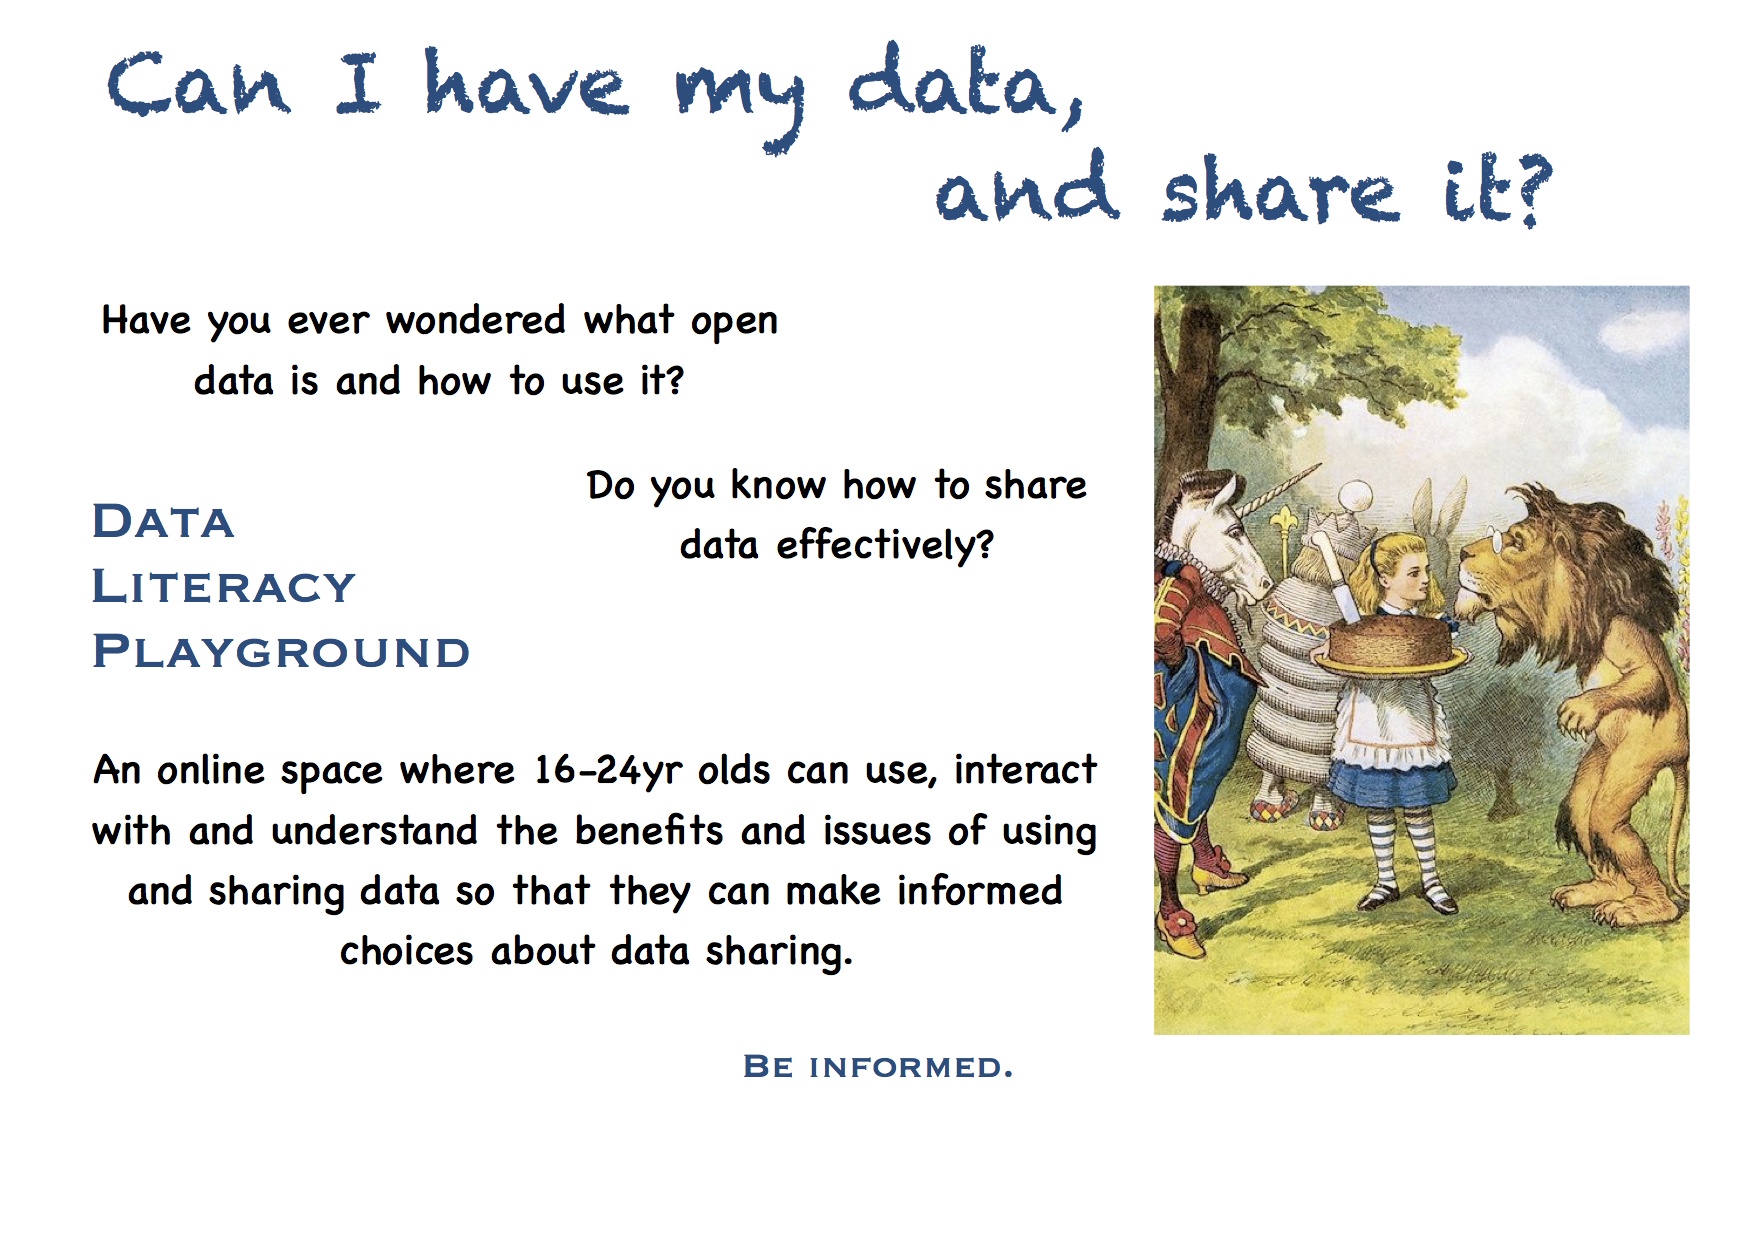 Can I have my data,
and share it?
Have you ever wondered what open
data is and how to use it?
Do you know how to share
data effectively?
DATA
LITERACY
PLAYGROUND
An online space where 16-24yr olds can use, interact
with and understand the benefits and issues of using
and sharing data so that they can make informed
choices about data sharing.
BE INFORMED.